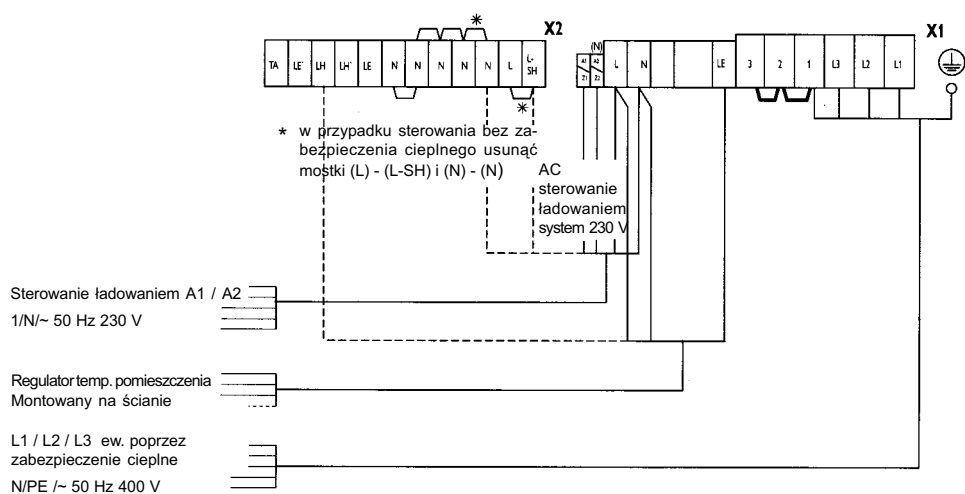 *
X2
X1
TA LE' LH LH' LE N N N N N L L-SH
A1 A2 (N) L N LE 3 2 1 L3 L2 L1
Z1 Z2
*
* w przypadku sterowania bez za-
bezpieczenia cieplnego usunąć
mostki (L) - (L-SH) i (N) - (N)
AC
sterowanie
ładowaniem
system 230 V
Sterowanie ładowaniem A1 / A2
1/N/~ 50 Hz 230 V
Regulator temp. pomieszczenia
Montowany na ścianie
L1 / L2 / L3 ew. poprzez
zabezpieczenie cieplne
N/PE /~ 50 Hz 400 V